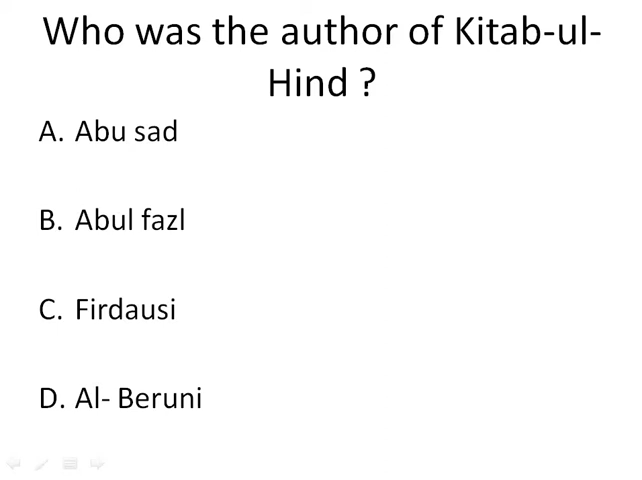 Who was the author of Kitab-ul-
Hind ?
A. Abu sad
B. Abul fazl
C. Firdausi
D. Al- Beruni